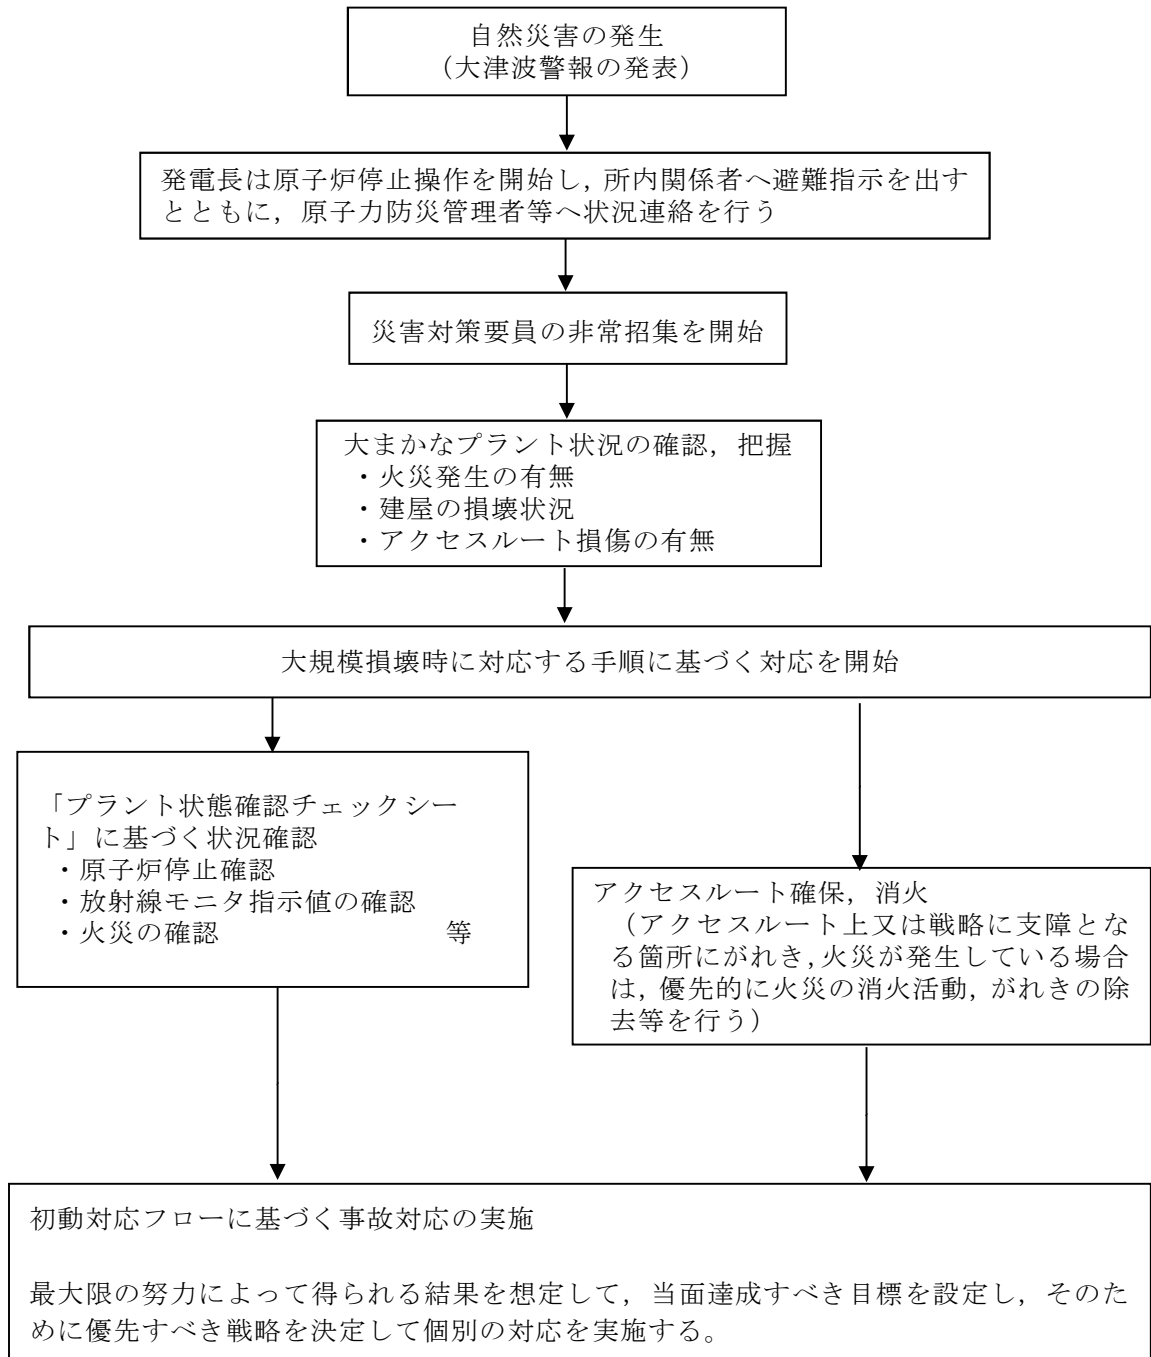 自然災害の発生
（大津波警報の発表）
発電長は原子炉停止操作を開始し，所内関係者へ避難指示を出す
とともに，原子力防災管理者等へ状況連絡を行う
災害対策要員の非常招集を開始
大まかなプラント状況の確認，把握
・火災発生の有無
・建屋の損壊状況
・アクセスルート損傷の有無
大規模損壊時に対応する手順に基づく対応を開始
「プラント状態確認チェックシー
ト」に基づく状況確認
・原子炉停止確認
・放射線モニタ指示値の確認
・火災の確認　　　　　　　　等
アクセスルート確保，消火
（アクセスルート上又は戦略に支障とな
る箇所にがれき，火災が発生している場合
は，優先的に火災の消火活動，がれきの除
去等を行う）
初動対応フローに基づく事故対応の実施
最大限の努力によって得られる結果を想定して，当面達成すべき目標を設定し，そのた
めに優先すべき戦略を決定して個別の対応を実施する。